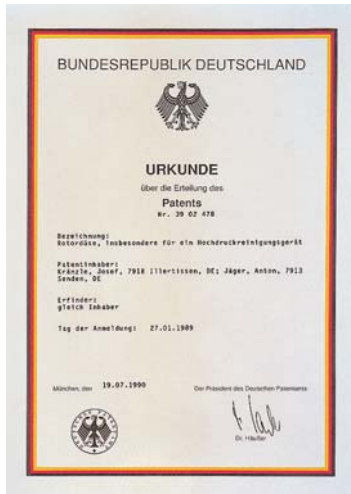 BUNDESREPUBLIK DEUTSCHLAND
URKUNDE
über die Erteilung des
Patents
Nr. 39 02 478
Bezeichnung:
Rotordüse, insbesondere für ein Hochdruckreinigungsgerät
Patentinhaber:
Kränzle, Josef, 7918 Illertissen, DE; Jäger, Anton, 7913
Senden, DE
Erfinder:
gleich Inhaber
Tag der Anmeldung: 27.01.1989
München, den 19.07.1990
Der Präsident des Deutschen Patentamts
Dr. Häußer